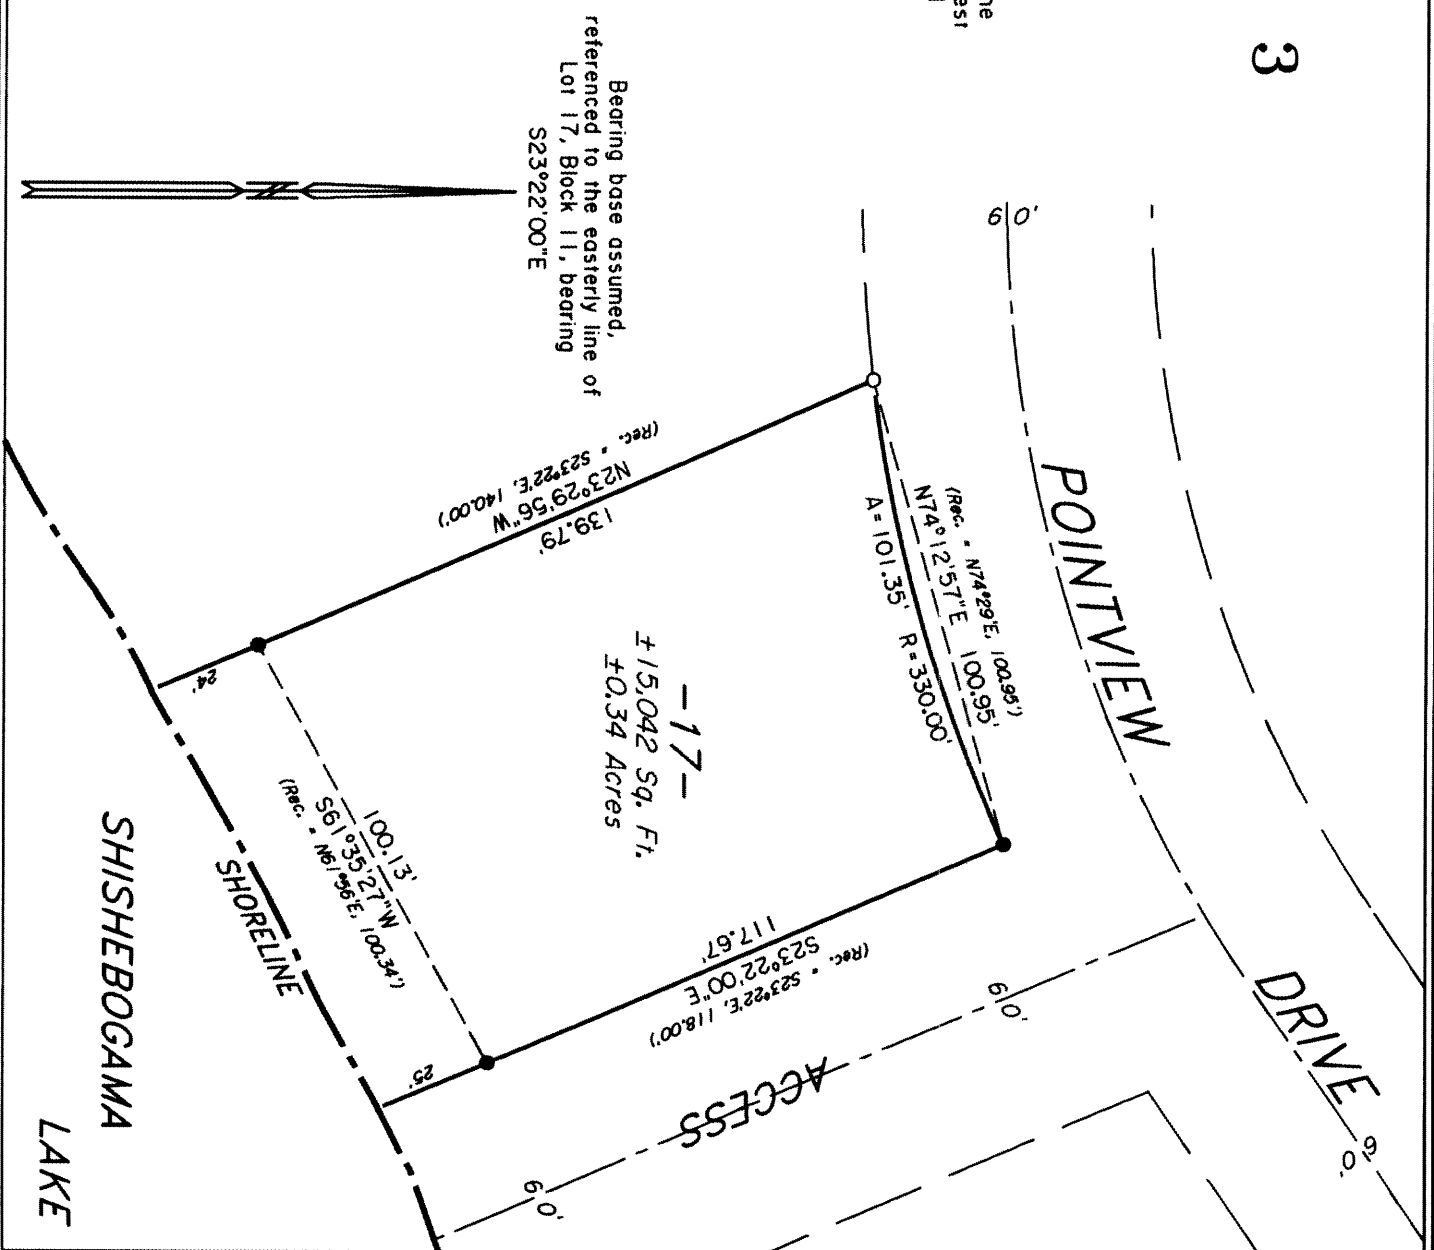 3
ne
est
Bearing base assumed,
referenced to the easterly line of
Lot 17, Block 11, bearing
S23°22'00"E
60'
POINTVIEW
DRIVE
60'
(Rec. = N74°29'E, 100.95')
N74°12'57"E 100.95'
A = 101.35' R = 330.00'
(Rec. = S23°22'E, 140.00')
N23°29'56"W
139.79'
-17-
±15,042 Sq. Ft.
±0.34 Acres
117.67'
S23°22'00"E
(Rec. = S23°22'E, 118.00')
60'
ACCESS
60'
100.13'
S61°35'27"W
(Rec. = N61°56'E, 100.34')
24'
25'
SHORELINE
SHISHEBOGAMA
LAKE